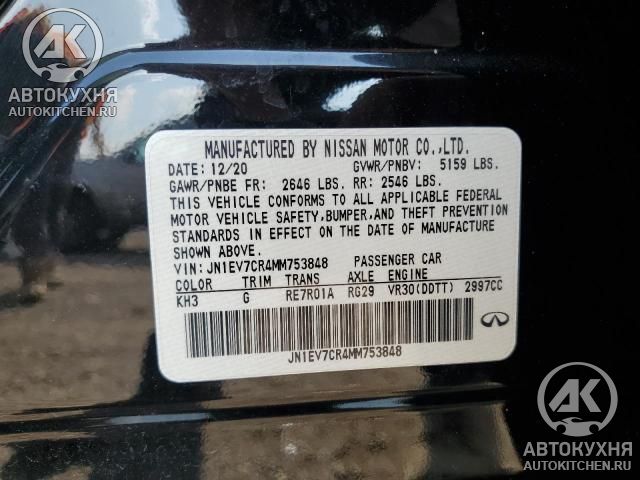 АК
АВТОКУХНЯ
AUTOKITCHEN.RU
MANUFACTURED BY NISSAN MOTOR CO.,LTD.
DATE: 12/20 GVWR/PNBV: 5159 LBS.
GAWR/PNBE FR: 2646 LBS. RR: 2546 LBS.
THIS VEHICLE CONFORMS TO ALL APPLICABLE FEDERAL
MOTOR VEHICLE SAFETY,BUMPER,AND THEFT PREVENTION
STANDARDS IN EFFECT ON THE DATE OF MANUFACTURE
SHOWN ABOVE.
VIN: JN1EV7CR4MM753848 PASSENGER CAR
COLOR TRIM TRANS AXLE ENGINE
KH3 G RE7R01A RG29 VR30(DDTT) 2997CC
JN1EV7CR4MM753848
АК
АВТОКУХНЯ
AUTOKITCHEN.RU